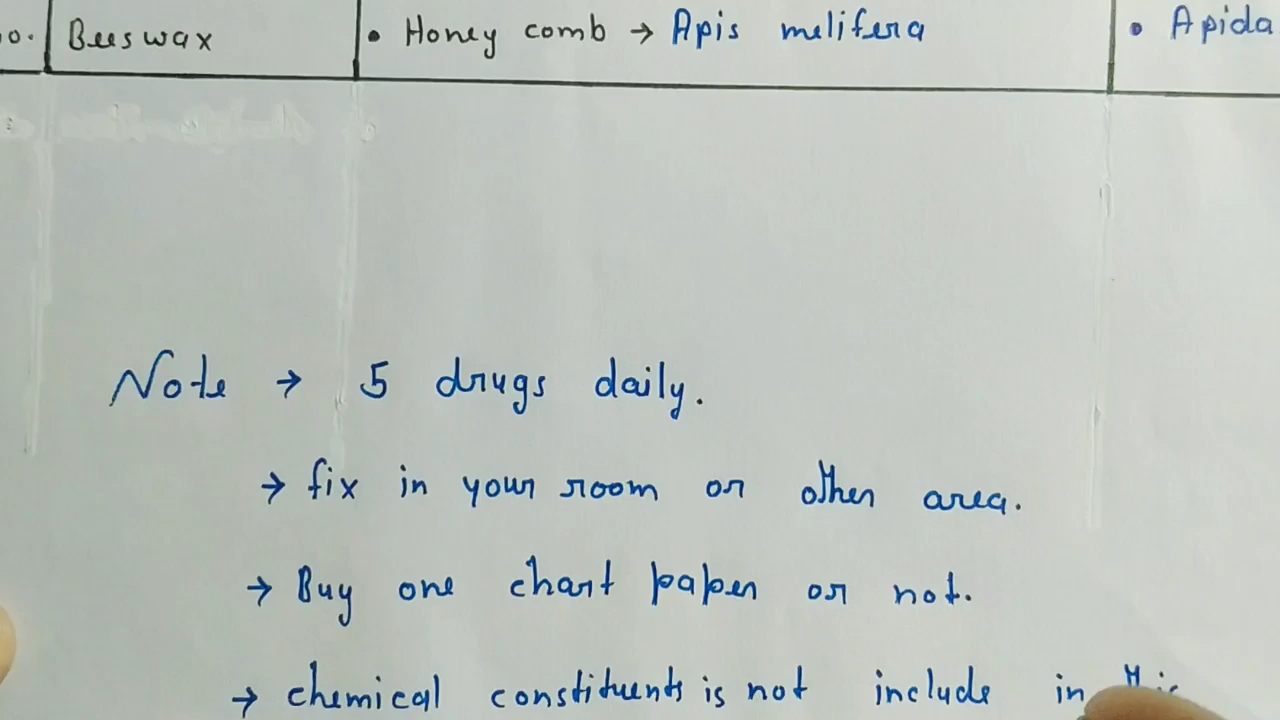 0. Beeswax • Honey comb → Apis melifera • Apida
Note → 5 drugs daily.
→ fix in your room or other area.
→ Buy one chart paper or not.
→ chemical constituents is not include in